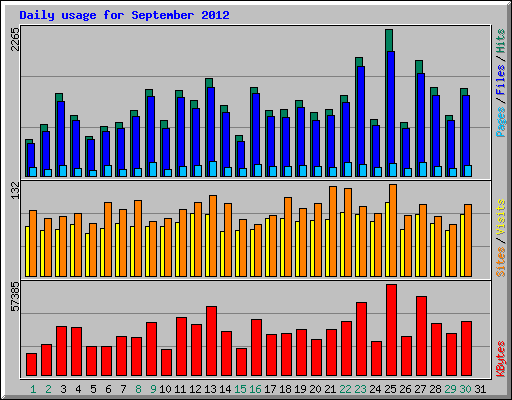 Daily usage for September 2012
2265
Pages / Files / Hits
132
Sites / Visits
57385
KBytes
1 2 3 4 5 6 7 8 9 10 11 12 13 14 15 16 17 18 19 20 21 22 23 24 25 26 27 28 29 30 31